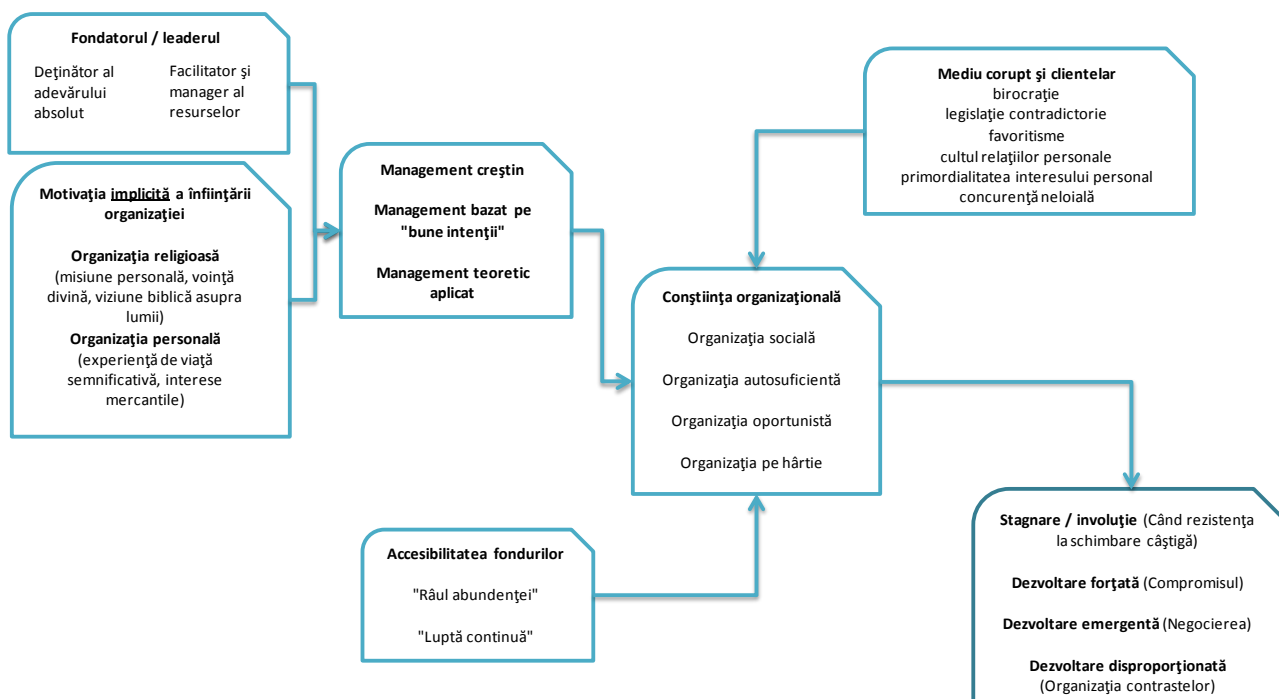 Fondatorul / leaderul
Deţinător al
adevărului
absolut
Facilitator şi
manager al
resurselor
Motivaţia implicită a înfiinţării
organizaţiei
Organizaţia religioasă
(misiune personală, voinţă
divină, viziune biblică asupra
lumii)
Organizaţia personală
(experienţă de viaţă
semnificativă, interese
mercantile)
Management creştin
Management bazat pe
"bune intenţii"
Management teoretic
aplicat
Mediu corupt şi clientelar
birocraţie
legislaţie contradictorie
favoritisme
cultul relaţiilor personale
primordialitatea interesului personal
concurenţă neloială
Conştiinţa organizaţională
Organizaţia socială
Organizaţia autosuficientă
Organizaţia oportunistă
Organizaţia pe hârtie
Accesibilitatea fondurilor
"Râul abundenţei"
"Luptă continuă"
Stagnare / involuţie (Când rezistenţa
la schimbare câştigă)
Dezvoltare forţată (Compromisul)
Dezvoltare emergentă (Negocierea)
Dezvoltare disproporţionată
(Organizaţia contrastelor)